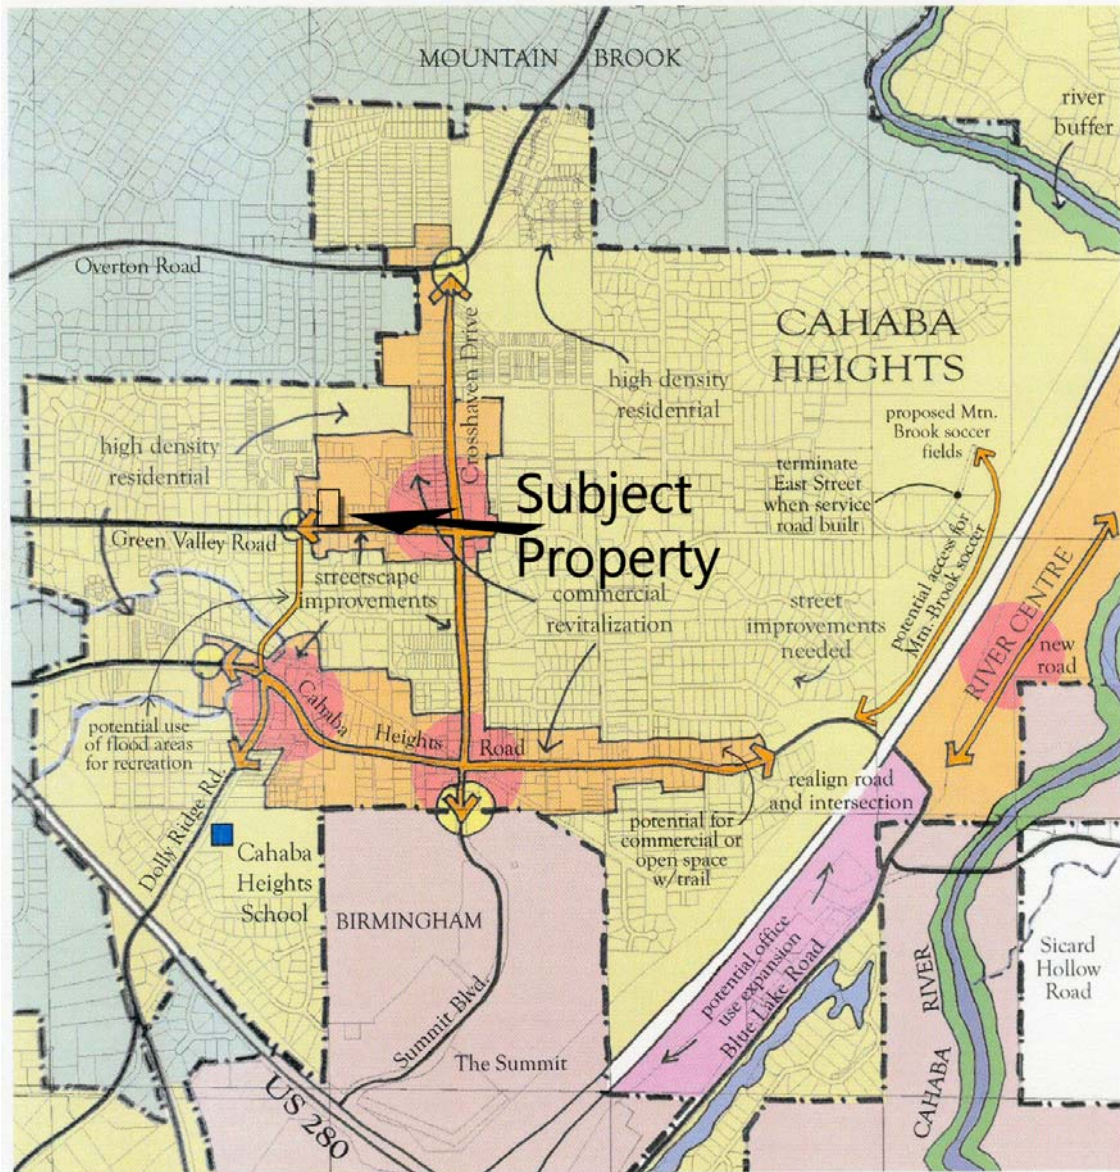 MOUNTAIN BROOK
river
buffer
Overton Road
Crosshaven Drive
CAHABA
HEIGHTS
high density
residential
high density
residential
proposed Mtn.
Brook soccer
fields
terminate
East Street
when service
road built
Subject
Property
Green Valley Road
streetscape
improvements
commercial
revitalization
street
improvements
needed
potential access for
Mtn.-Brook soccer
RIVER CENTRE
new
road
potential use
of flood areas
for recreation
Cahaba Heights Road
realign road
and intersection
Dolly Ridge Rd.
potential for
commercial or
open space
w/trail
Cahaba
Heights
School
BIRMINGHAM
Summit Blvd.
The Summit
potential office
use expansion
Blue Lake Road
CAHABA RIVER
Sicard
Hollow
Road
US 280